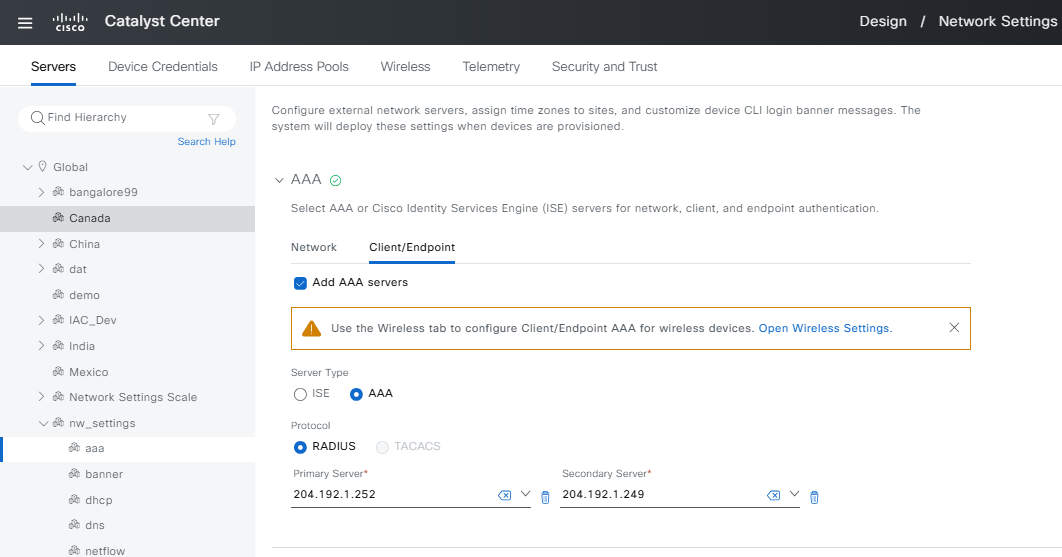 CISCO
Catalyst Center
Design / Network Settings
Servers Device Credentials IP Address Pools Wireless Telemetry Security and Trust
Find Hierarchy
Search Help
Global
bangalore99
Canada
China
dat
demo
IAC_Dev
India
Mexico
Network Settings Scale
nw_settings
aaa
banner
dhcp
dns
netflow
Configure external network servers, assign time zones to sites, and customize device CLI login banner messages. The
system will deploy these settings when devices are provisioned.
AAA
Select AAA or Cisco Identity Services Engine (ISE) servers for network, client, and endpoint authentication.
Network Client/Endpoint
Add AAA servers
Use the Wireless tab to configure Client/Endpoint AAA for wireless devices. Open Wireless Settings.
Server Type
ISE AAA
Protocol
RADIUS TACACS
Primary Server* Secondary Server*
204.192.1.252 204.192.1.249